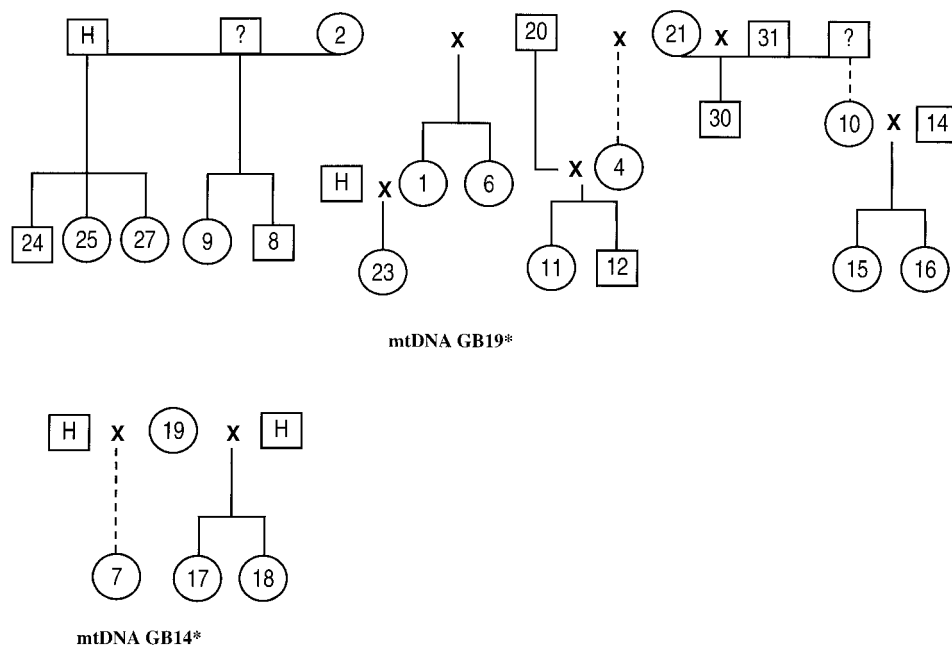 H ? 2 X 20 X 21 X 31 ?
30 10 X 14
H X 1 6 X 4
24 25 27 9 8 23 11 12 15 16
mtDNA GB19*
H X 19 X H
7 17 18
mtDNA GB14*